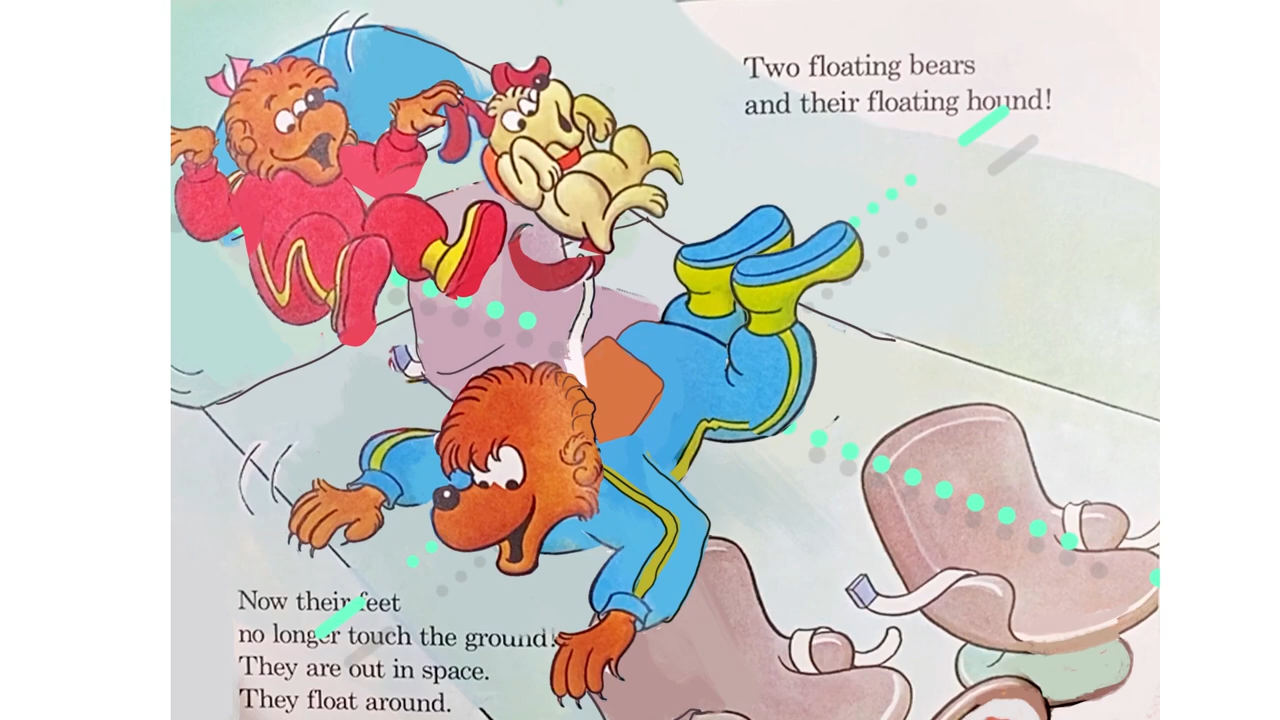 Two floating bears
and their floating hound!
Now their feet
no longer touch the ground!
They are out in space.
They float around.